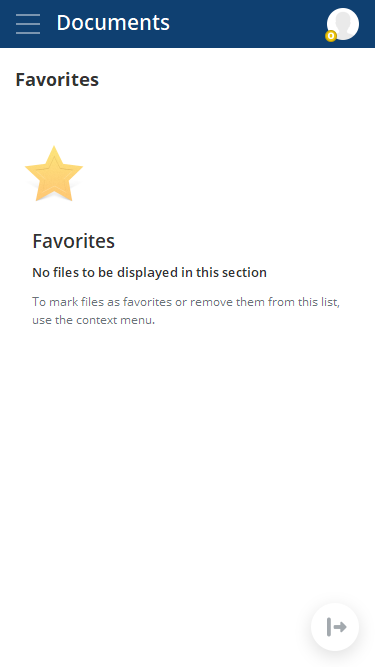 Documents
Favorites
Favorites
No files to be displayed in this section
To mark files as favorites or remove them from this list,
use the context menu.